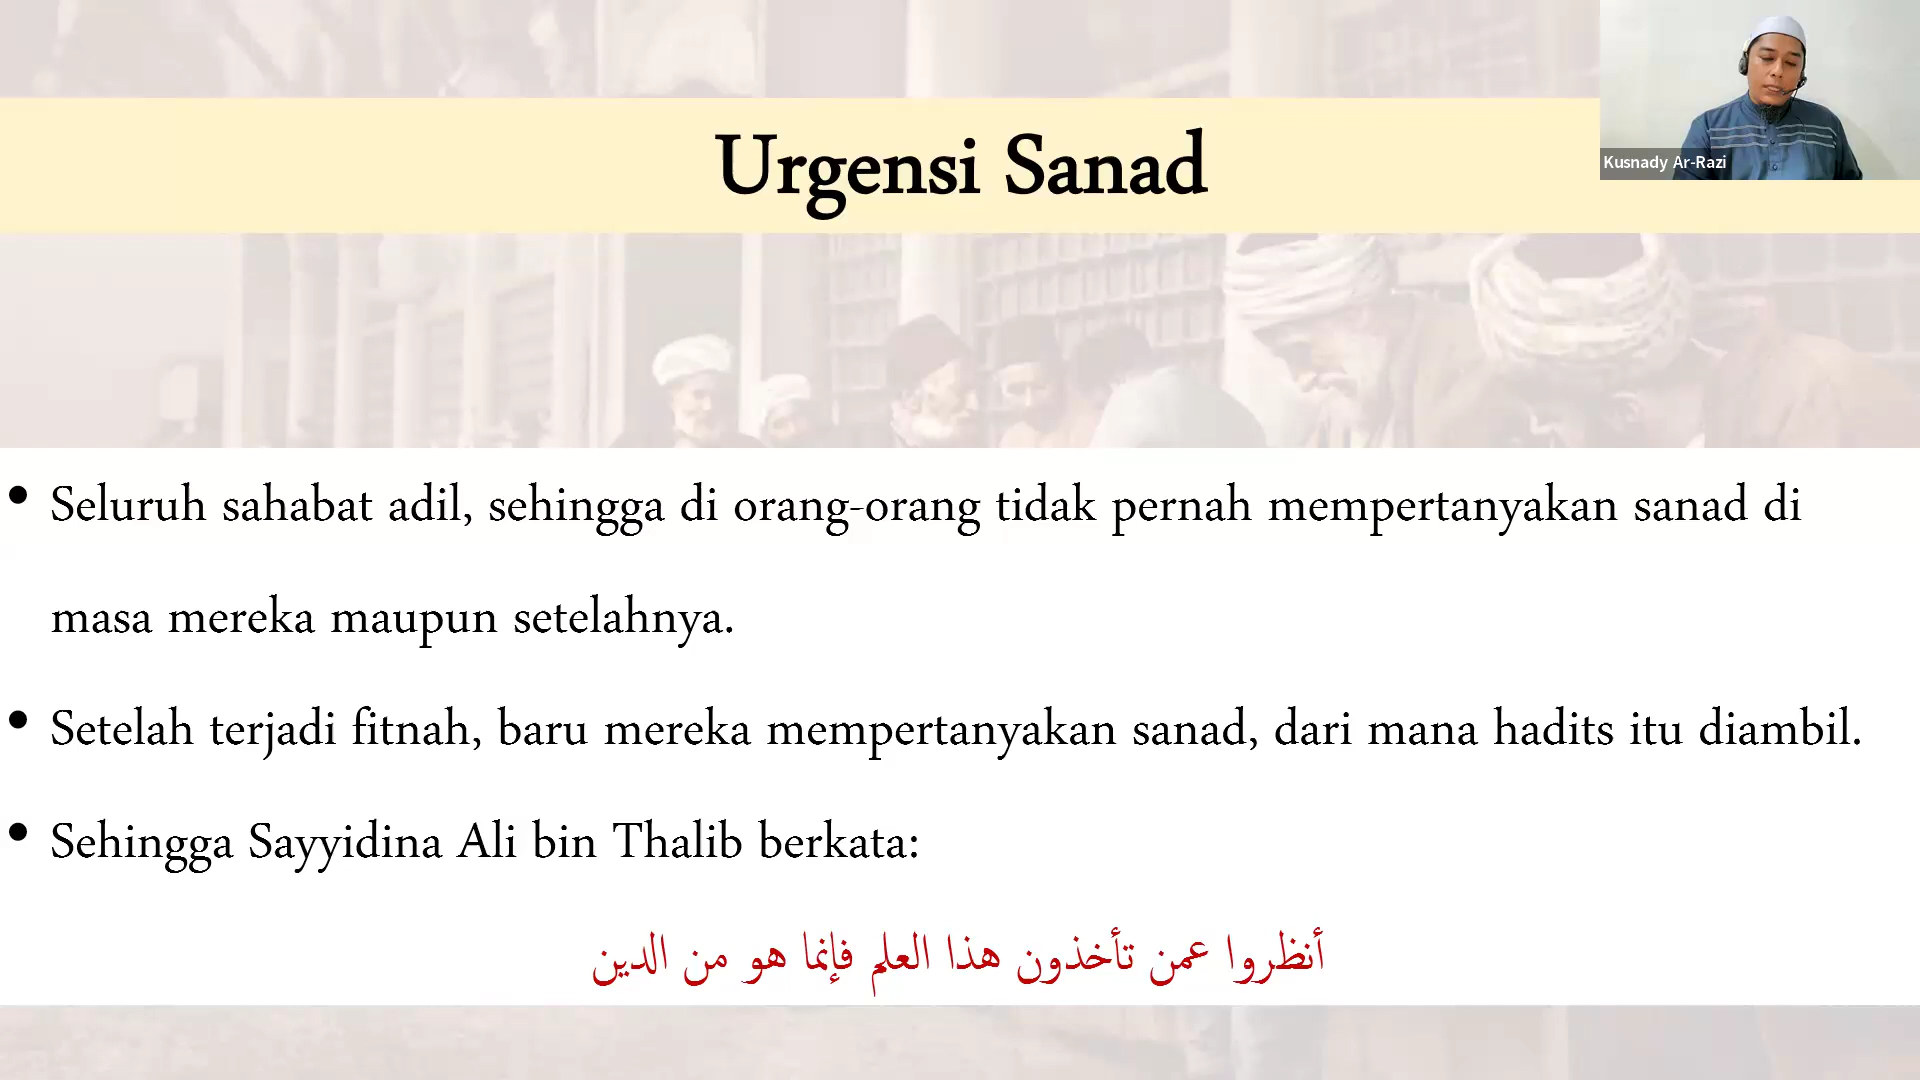 Urgensi Sanad
Kusnady Ar-Razi
• Seluruh sahabat adil, sehingga di orang-orang tidak pernah mempertanyakan sanad di
masa mereka maupun setelahnya.
• Setelah terjadi fitnah, baru mereka mempertanyakan sanad, dari mana hadits itu diambil.
• Sehingga Sayyidina Ali bin Thalib berkata:
أنظروا عمن تأخذون هذا العلم فإنما هو من الدين